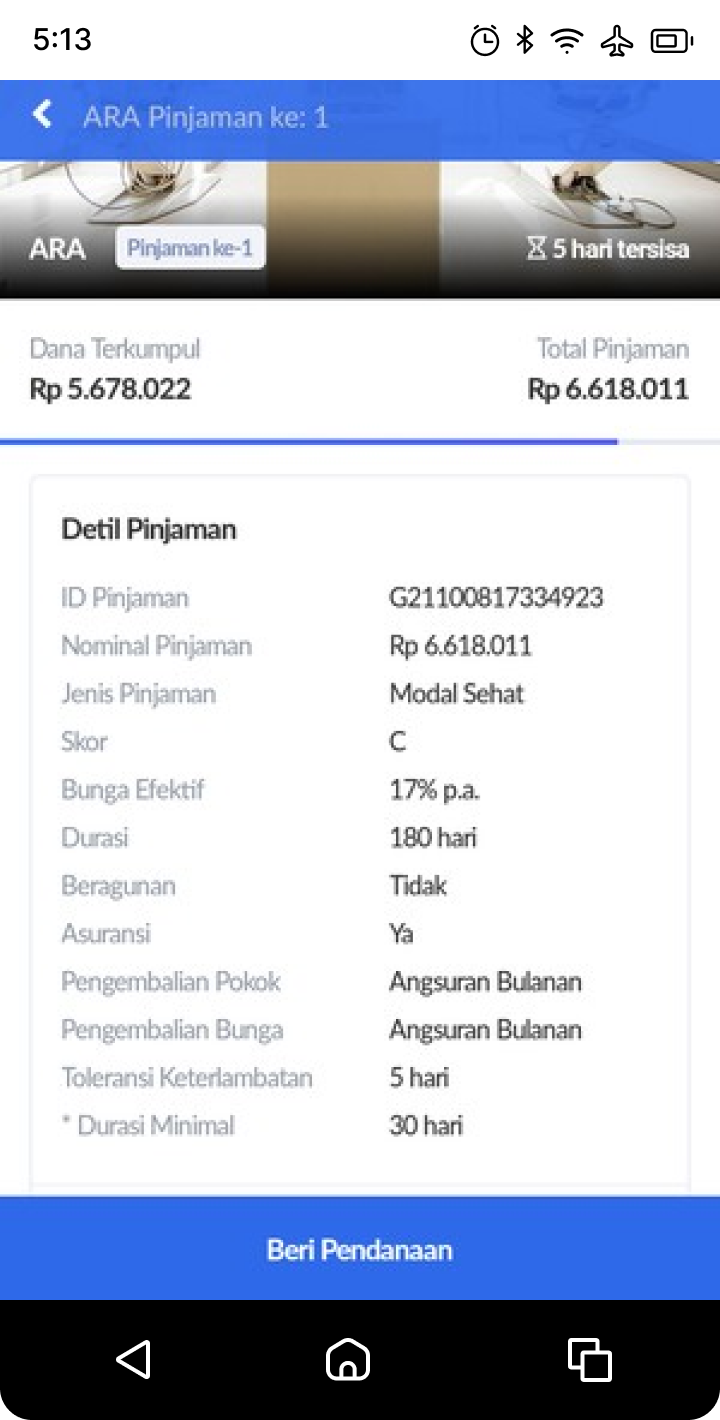 5:13
ARA Pinjaman ke: 1
ARA
Pinjaman ke-1
5 hari tersisa
Dana Terkumpul
Total Pinjaman
Rp 5.678.022
Rp 6.618.011
Detil Pinjaman
ID Pinjaman G21100817334923
Nominal Pinjaman Rp 6.618.011
Jenis Pinjaman Modal Sehat
Skor C
Bunga Efektif 17% p.a.
Durasi 180 hari
Beragunan Tidak
Asuransi Ya
Pengembalian Pokok Angsuran Bulanan
Pengembalian Bunga Angsuran Bulanan
Toleransi Keterlambatan 5 hari
* Durasi Minimal 30 hari
Beri Pendanaan